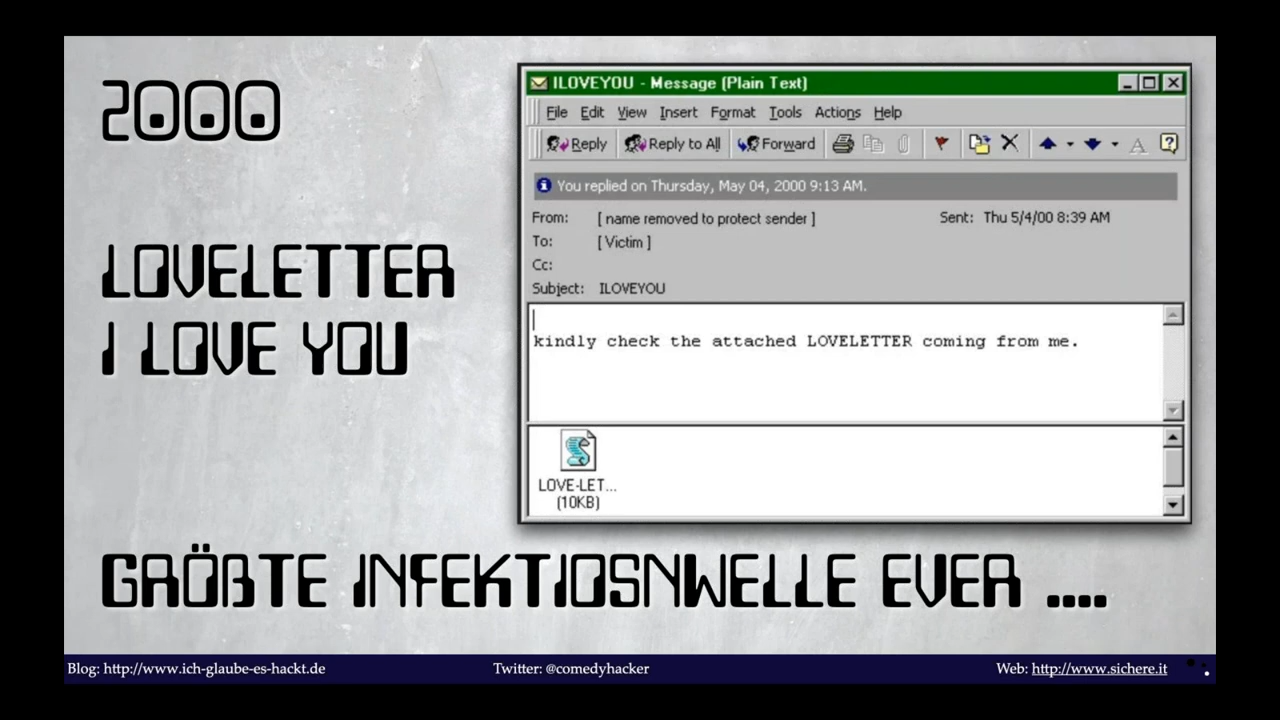 2000
LOVELETTER
I LOVE YOU
ILOVEYOU - Message (Plain Text)
File Edit View Insert Format Tools Actions Help
Reply Reply to All Forward
You replied on Thursday, May 04, 2000 9:13 AM.
From: [ name removed to protect sender ] Sent: Thu 5/4/00 8:39 AM
To: [ Victim ]
Cc:
Subject: ILOVEYOU
kindly check the attached LOVELETTER coming from me.
LOVE-LET...
(10KB)
GRÖßTE INFEKTIOSNWELLE EVER ....
Blog: http://www.ich-glaube-es-hackt.de Twitter: @comedyhacker Web: http://www.sichere.it